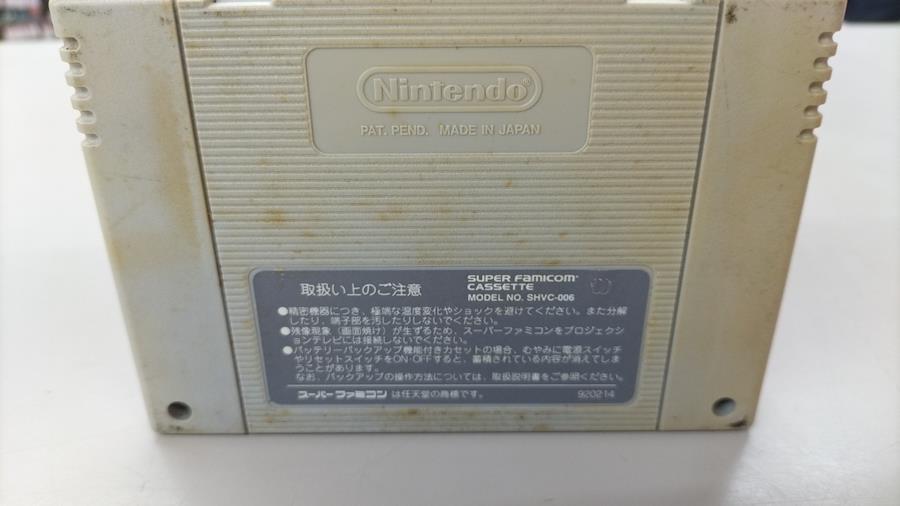 Nintendo®
PAT. PEND. MADE IN JAPAN
取扱い上のご注意
SUPER FAMICOM
CASSETTE
MODEL NO. SHVC-006
●精密機器につき、極端な温度変化やショックを避けてください。また分解
したり、端子部を汚したりしないでください。
●残像現象（画面焼け）が生ずるため、スーパーファミコンをプロジェクシ
ョンテレビには接続しないでください。
●バッテリーバックアップ機能付きカセットの場合、むやみに電源スイッチ
やリセットスイッチをON・OFFすると、蓄積されている内容が消えてしま
うことがあります。
なお、バックアップの操作方法については、取扱説明書をご参照ください。
スーパーファミコンは任天堂の商標です。
920214